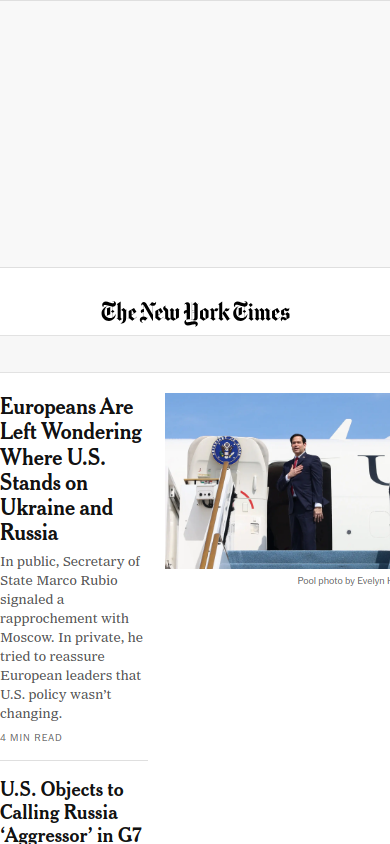 The New York Times
Europeans Are
Left Wondering
Where U.S.
Stands on
Ukraine and
Russia
In public, Secretary of
State Marco Rubio
signaled a
rapprochement with
Moscow. In private, he
tried to reassure
European leaders that
U.S. policy wasn’t
changing.
4 MIN READ
U
Pool photo by Evelyn H
U.S. Objects to
Calling Russia
‘Aggressor’ in G7